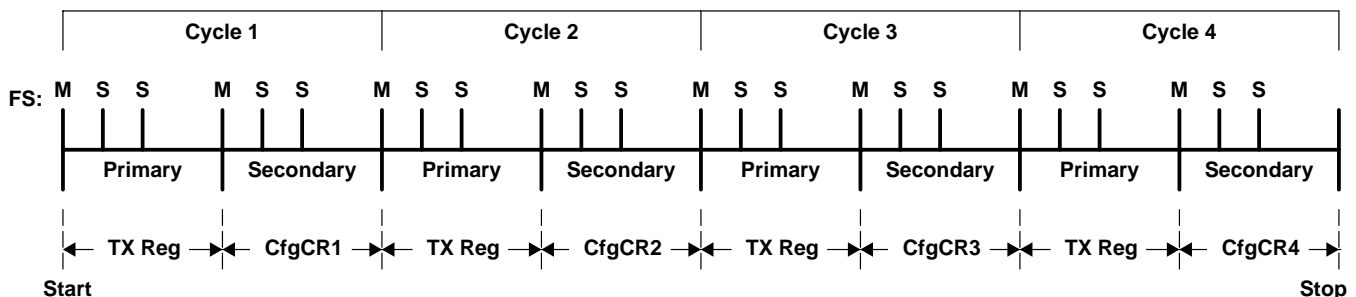 Cycle 1 Cycle 2 Cycle 3 Cycle 4
FS: M S S M S S M S S M S S M S S M S S M S S M S S
Primary Secondary Primary Secondary Primary Secondary Primary Secondary
TX Reg CfgCR1 TX Reg CfgCR2 TX Reg CfgCR3 TX Reg CfgCR4
Start Stop